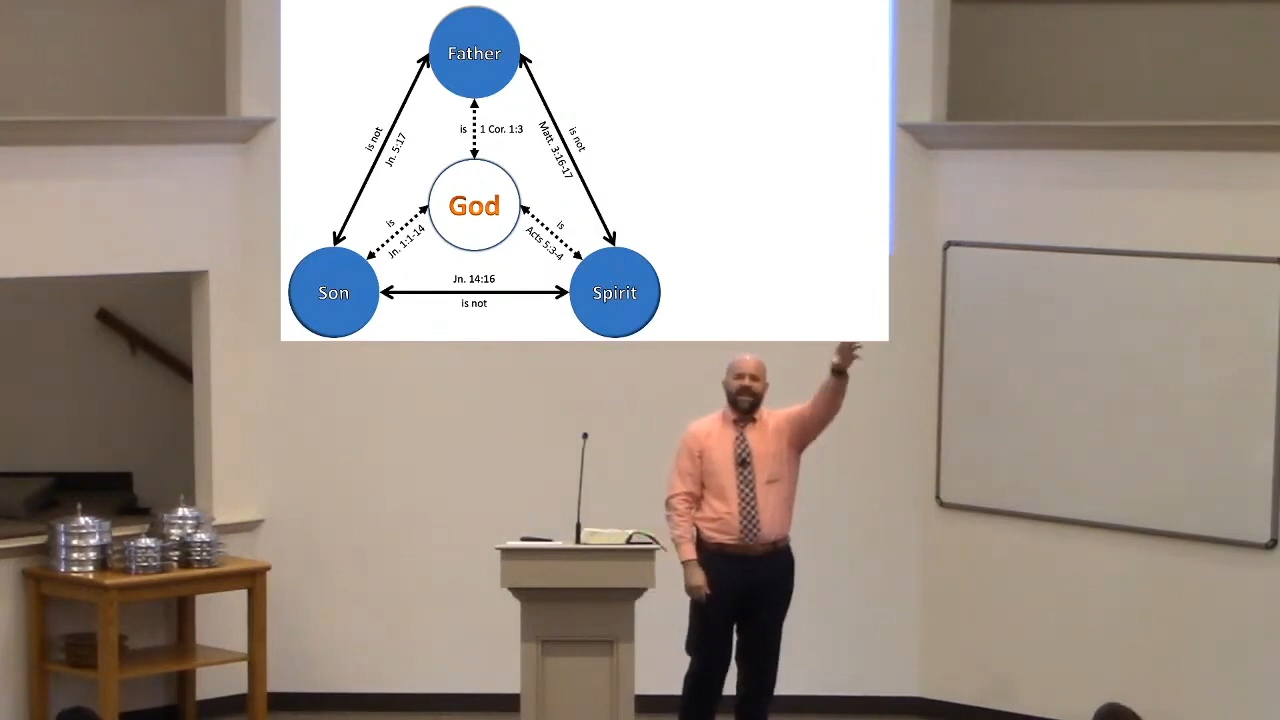 Father
is 1 Cor. 1:3
is not
Jn. 5:17
is not
Matt. 3:16-17
God
is
Jn. 1:1-14
is
Acts 5:3-4
Jn. 14:16
Son
Spirit
is not